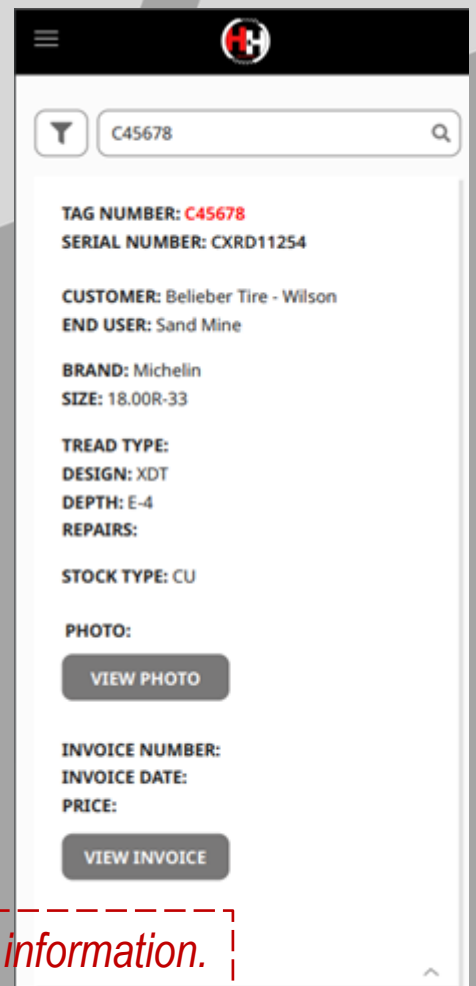 H H
C45678
TAG NUMBER: C45678
SERIAL NUMBER: CXRD11254
CUSTOMER: Belieber Tire - Wilson
END USER: Sand Mine
BRAND: Michelin
SIZE: 18.00R-33
TREAD TYPE:
DESIGN: XDT
DEPTH: E-4
REPAIRS:
STOCK TYPE: CU
PHOTO:
VIEW PHOTO
INVOICE NUMBER:
INVOICE DATE:
PRICE:
VIEW INVOICE
information.